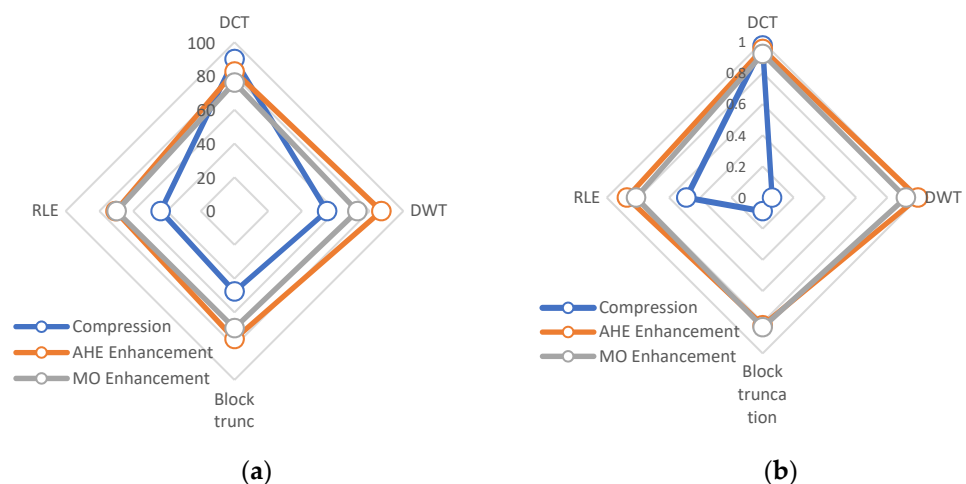 DCT
100
80
60
40
20
0
RLE
DWT
Compression
AHE Enhancement
MO Enhancement
Block
trunc
(a)
DCT
1
0.8
0.6
0.4
0.2
0
RLE
DWT
Compression
AHE Enhancement
MO Enhancement
Block
trunca
tion
(b)